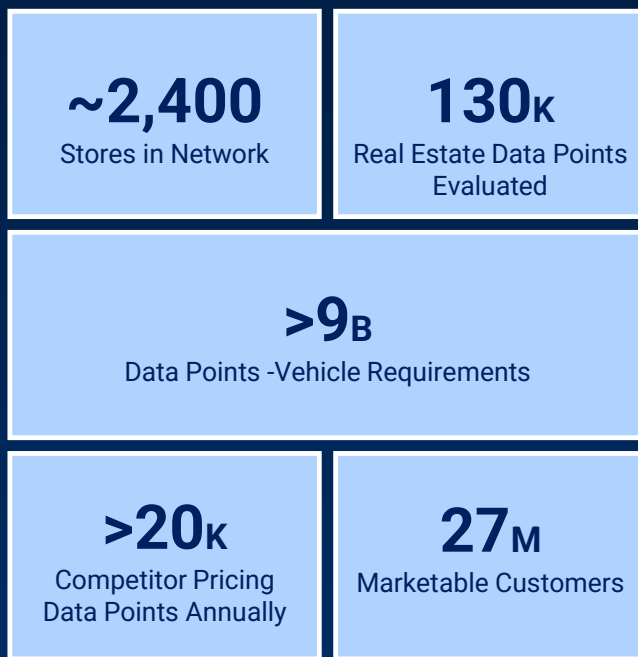 ~2,400
Stores in Network
130K
Real Estate Data Points
Evaluated
>9B
Data Points -Vehicle Requirements
>20K
Competitor Pricing
Data Points Annually
27M
Marketable Customers